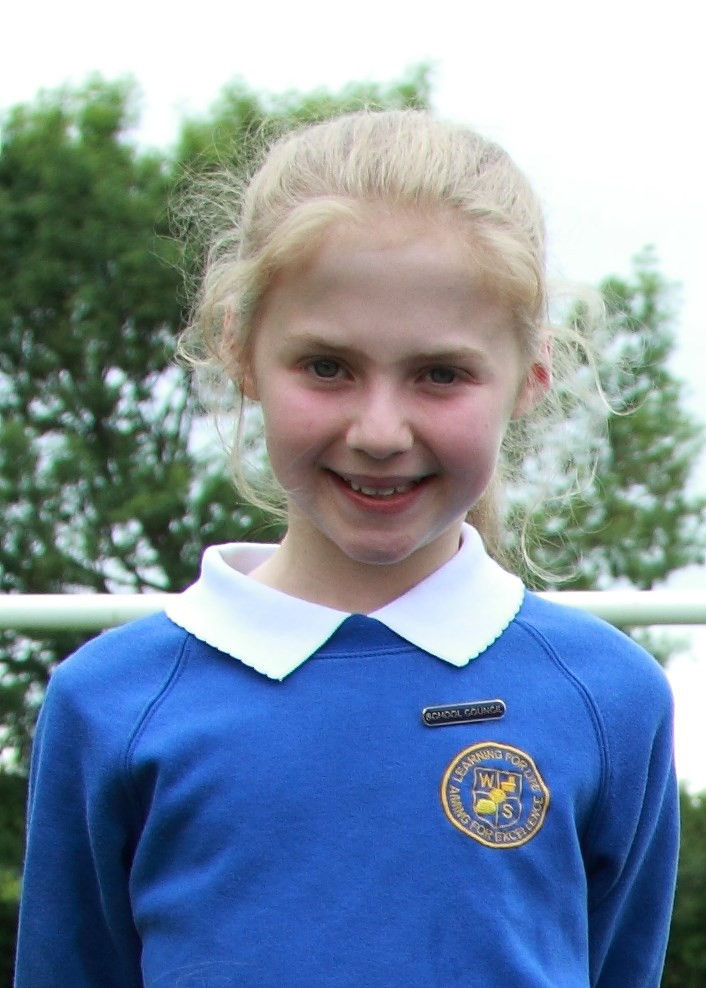 SCHOOL COUNCIL
LEARNING FOR LIFE
W
S
AIMING FOR EXCELLENCE